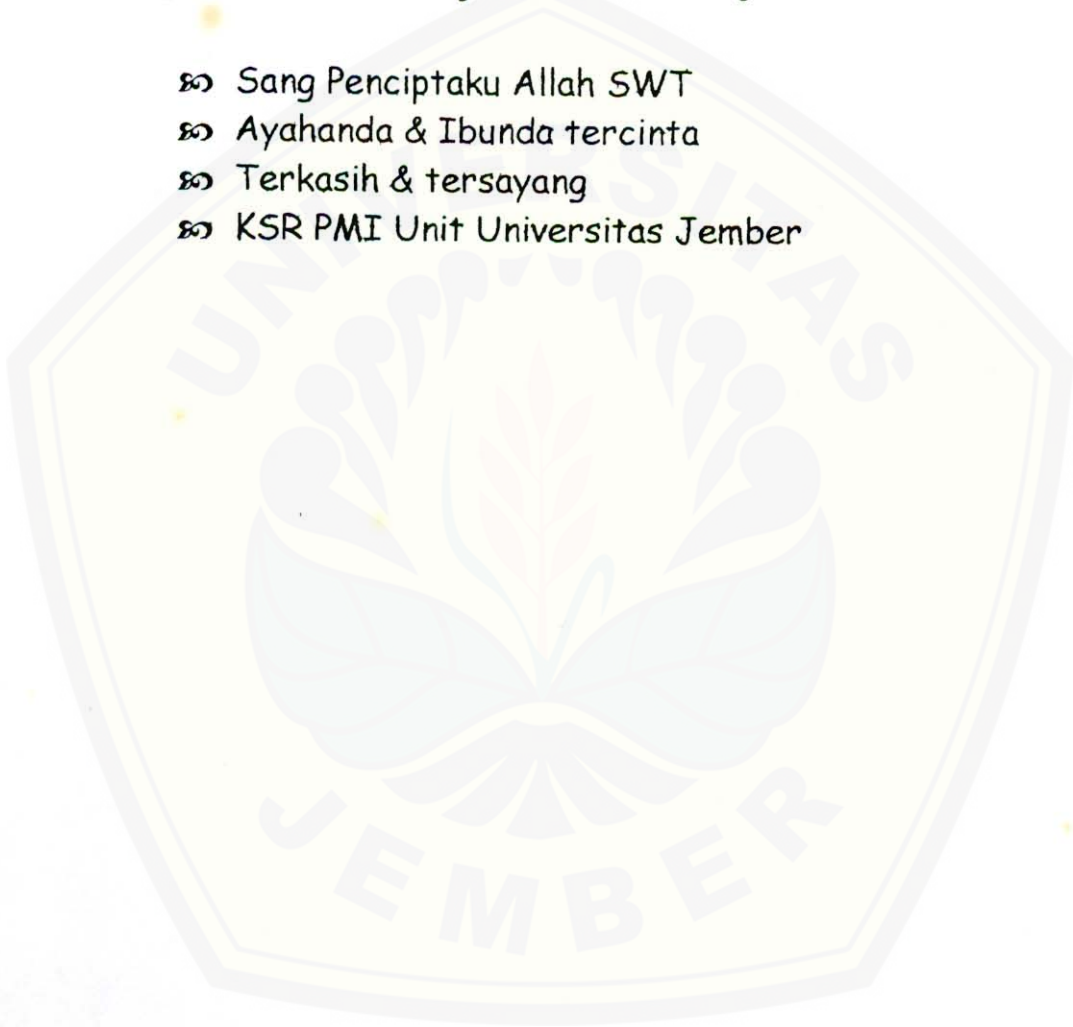 ๛ Sang Penciptaku Allah SWT
๛ Ayahanda & Ibunda tercinta
๛ Terkasih & tersayang
๛ KSR PMI Unit Universitas Jember
UNIVERSITAS
JEMBER